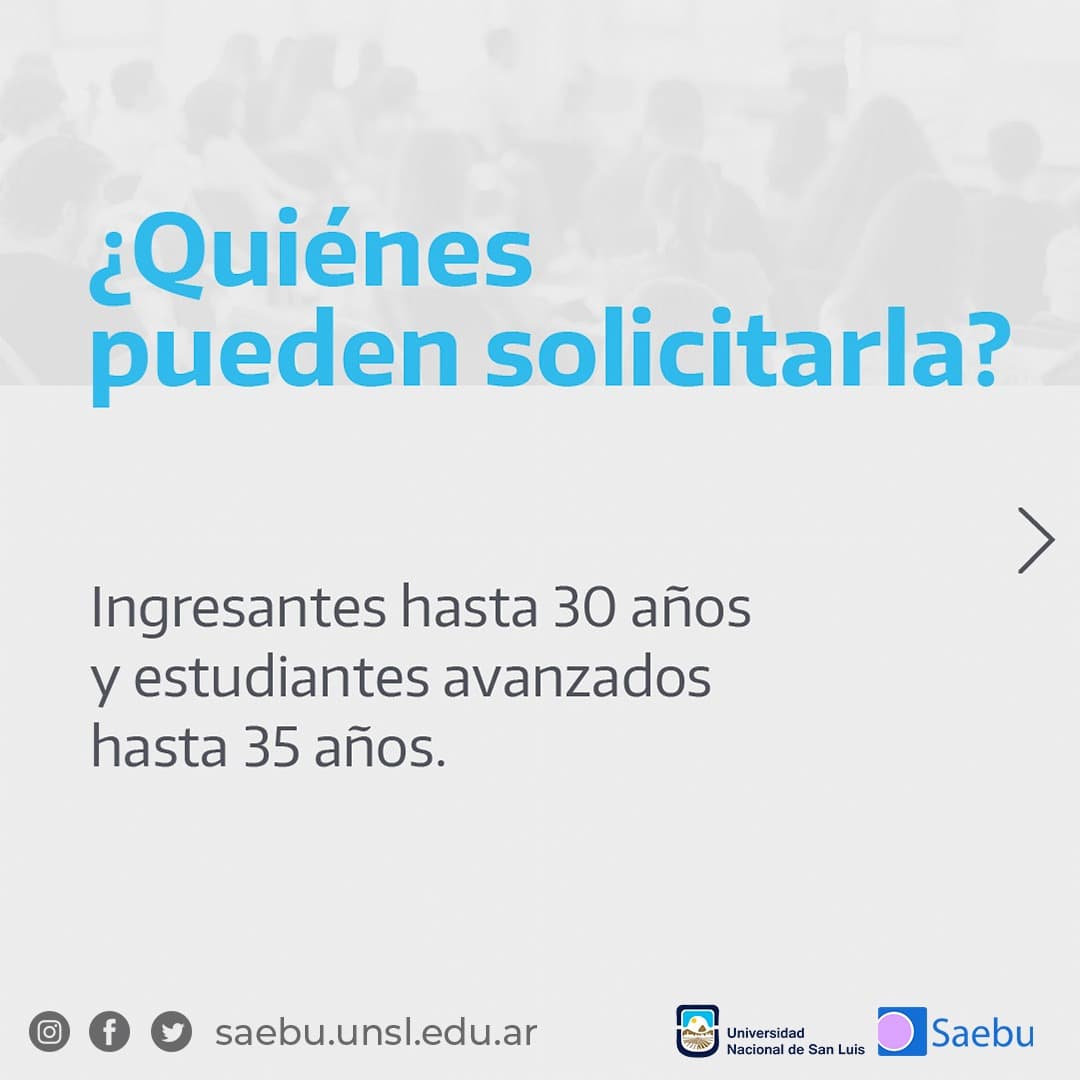 ¿Quiénes
pueden solicitarla?
Ingresantes hasta 30 años
y estudiantes avanzados
hasta 35 años.
saebu.unsl.edu.ar
Universidad
Nacional de San Luis
Saebu